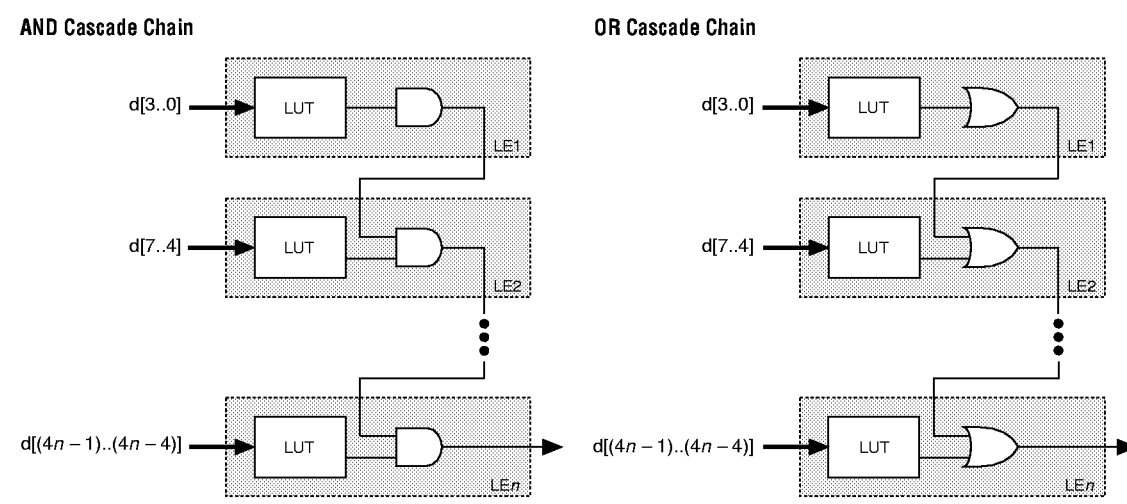 AND Cascade Chain
d[3..0]
LUT
LE1
d[7..4]
LUT
LE2
d[(4n – 1)..(4n – 4)]
LUT
LEn
OR Cascade Chain
d[3..0]
LUT
LE1
d[7..4]
LUT
LE2
d[(4n – 1)..(4n – 4)]
LUT
LEn